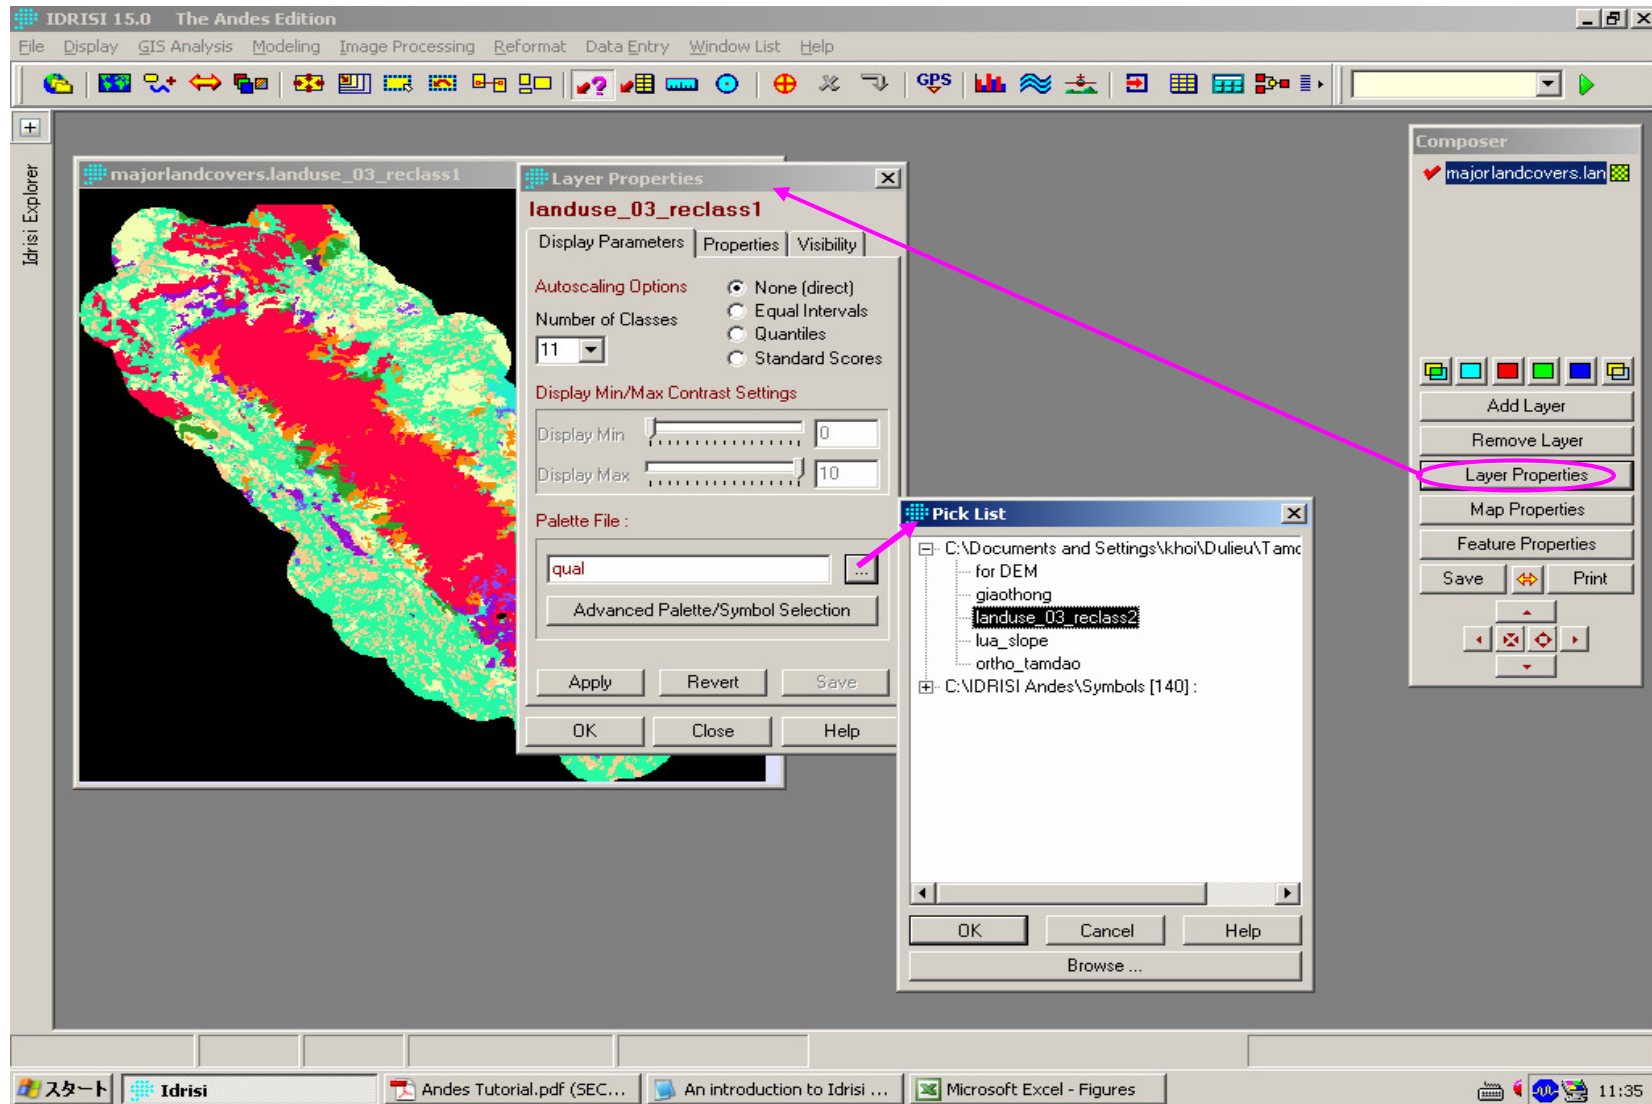 IDRISI 15.0 The Andes Edition
File Display GIS Analysis Modeling Image Processing Reformat Data Entry Window List Help
GPS
Idrisi Explorer
majorlandcovers.landuse_03_reclass1
Layer Properties
landuse_03_reclass1
Display Parameters Properties Visibility
Autoscaling Options
None (direct)
Equal Intervals
Quantiles
Standard Scores
Number of Classes
11
Display Min/Max Contrast Settings
Display Min 0
Display Max 10
Palette File :
qual
...
Advanced Palette/Symbol Selection
Apply Revert Save
OK Close Help
Pick List
C:\Documents and Settings\khoi\Dulieu\Tamd
for DEM
giaothong
landuse_03_reclass2
lua_slope
ortho_tamdao
C:\IDRISI Andes\Symbols [140] :
OK Cancel Help
Browse ...
Composer
majorlandcovers.lan
Add Layer
Remove Layer
Layer Properties
Map Properties
Feature Properties
Save Print
スタート Idrisi Andes Tutorial.pdf (SEC... An introduction to Idrisi ... Microsoft Excel - Figures 11:35